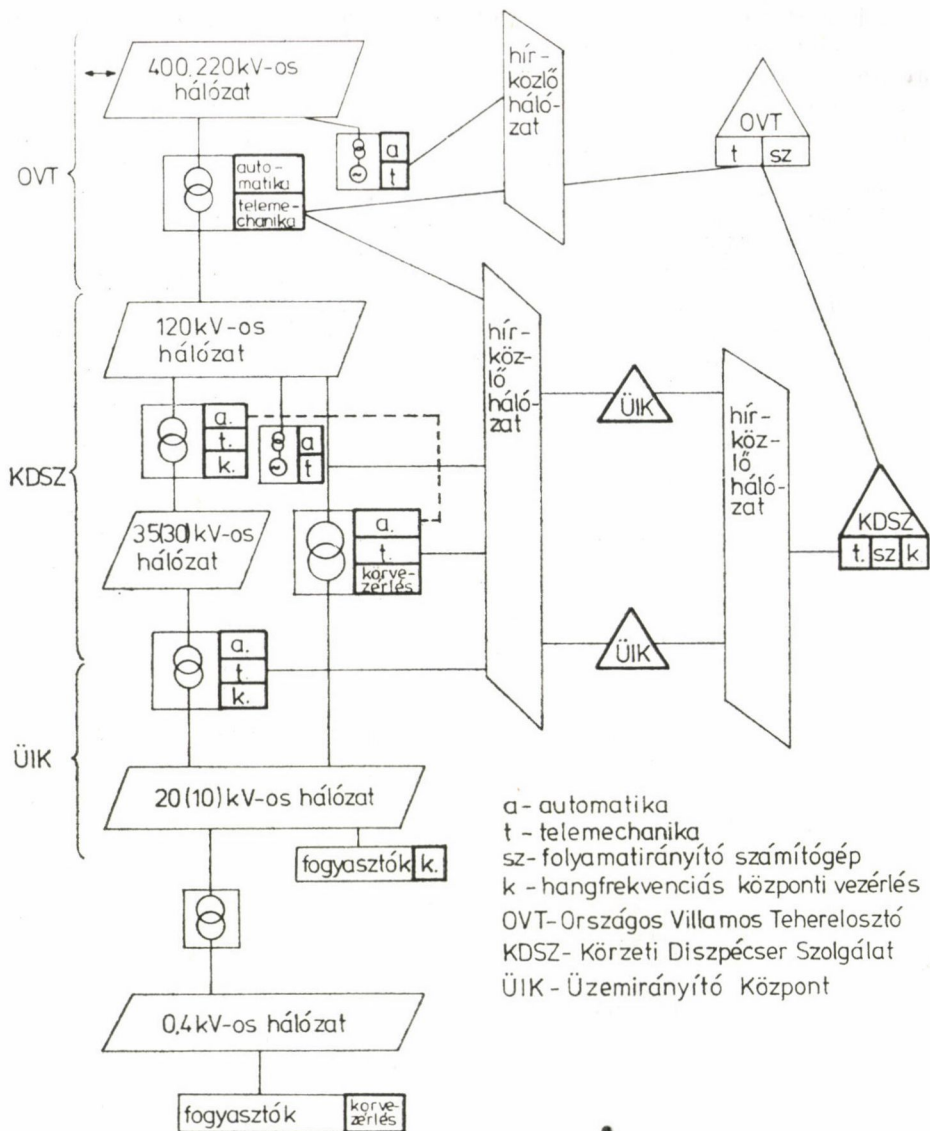 400,220kV-os
hálózat
hír-
közlő
háló-
zat
OVT
t sz
a
t
auto-
matika
teleme-
chanika
OVT
120kV-os
hálózat
hír-
köz-
lő
háló-
zat
ÜIK
hír-
köz-
lő
háló-
zat
a.
t.
k.
a
t
KDSZ
35(30)kV-os
hálózat
a.
t.
körve-
zérlés
KDSZ
t. sz k
a.
t.
k.
ÜIK
ÜIK
20(10)kV-os hálózat
fogyasztók k.
a - automatika
t - telemechanika
sz- folyamatirányító számítógép
k - hangfrekvenciás központi vezérlés
OVT- Országos Villamos Teherelosztó
KDSZ- Körzeti Diszpécser Szolgálat
ÜIK - Üzemirányító Központ
0,4kV-os hálózat
fogyasztók
körve-
zérlés